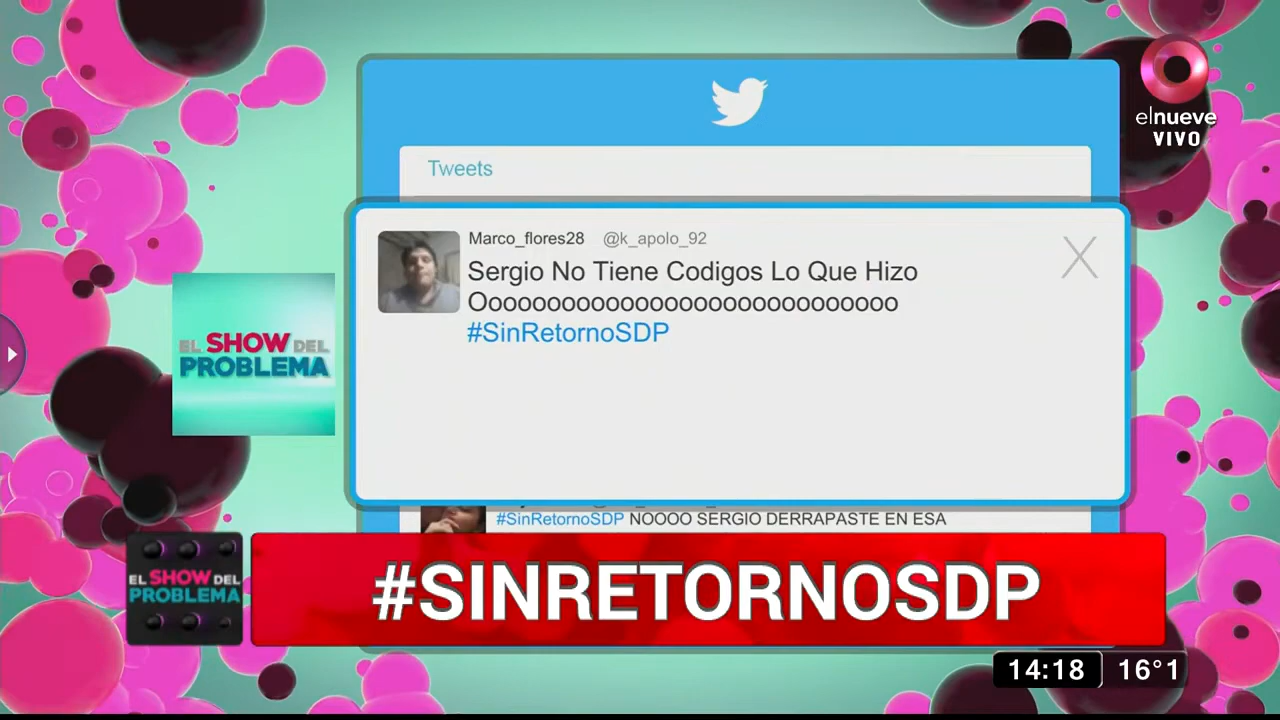 elnueve
VIVO
Tweets
Marco_flores28 @k_apolo_92
Sergio No Tiene Codigos Lo Que Hizo
Ooooooooooooooooooooooooooooo
#SinRetornoSDP
EL SHOW DEL
PROBLEMA
#SinRetornoSDP NOOOO SERGIO DERRAPASTE EN ESA
EL SHOW DEL
PROBLEMA
#SINRETORNOSDP
14:18 16°1